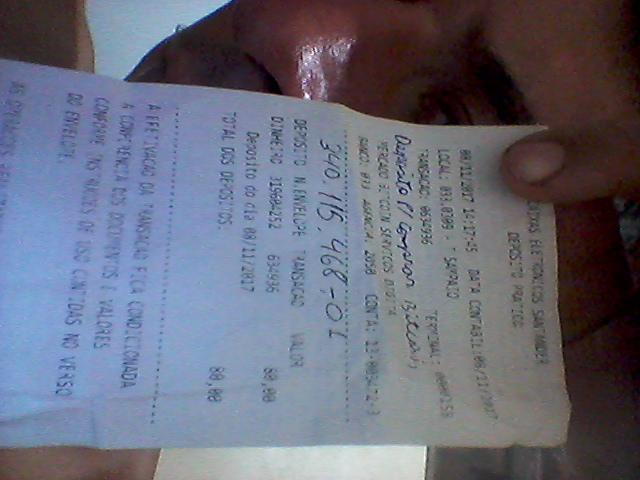 CAIXAS ELETRONICOS SANTANDER
DEPOSITO PRATICO
08/11/2017 14:17:45 DATA CONTABIL:08/11/2017
LOCAL: 033.0309 - T SAMPAIO
TRANSACAO: 0634936 TERMINAL: 0000158
Depósito P/ comprar Bitcoin,
MERCADO BITCOIN SERVICOS DIGITA
BANCO: 033 AGENCIA: 2058 CONTA: 13-003472-3
340.115.468-01
DEPOSITO N.ENVELOPE TRANSACAO VALOR
DINHEIRO 319604252 634936 80,00
Deposito do dia 08/11/2017
TOTAL DOS DEPOSITOS: 80,00
A EFETIVACAO DA TRANSACAO FICA CONDICIONADA
A CONFERENCIA DOS DOCUMENTOS E VALORES
CONFORME INSTRUCOES DE USO CONTIDAS NO VERSO
DO ENVELOPE.
AS OPERACOES